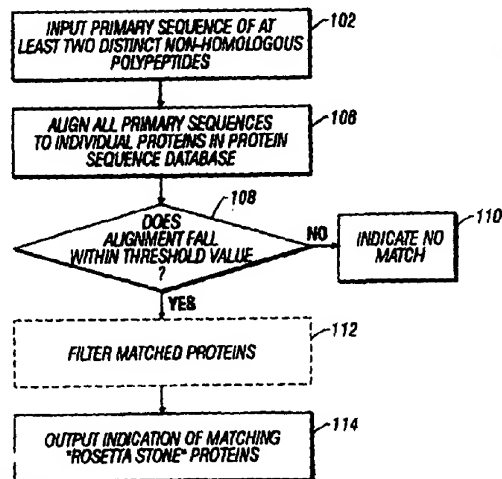 INPUT PRIMARY SEQUENCE OF AT
LEAST TWO DISTINCT NON-HOMOLOGOUS
POLYPEPTIDES
102
ALIGN ALL PRIMARY SEQUENCES
TO INDIVIDUAL PROTEINS IN PROTEIN
SEQUENCE DATABASE
106
108
DOES
ALIGNMENT FALL
WITHIN THRESHOLD VALUE
?
NO
110
INDICATE NO
MATCH
YES
112
FILTER MATCHED PROTEINS
114
OUTPUT INDICATION OF MATCHING
"ROSETTA STONE" PROTEINS